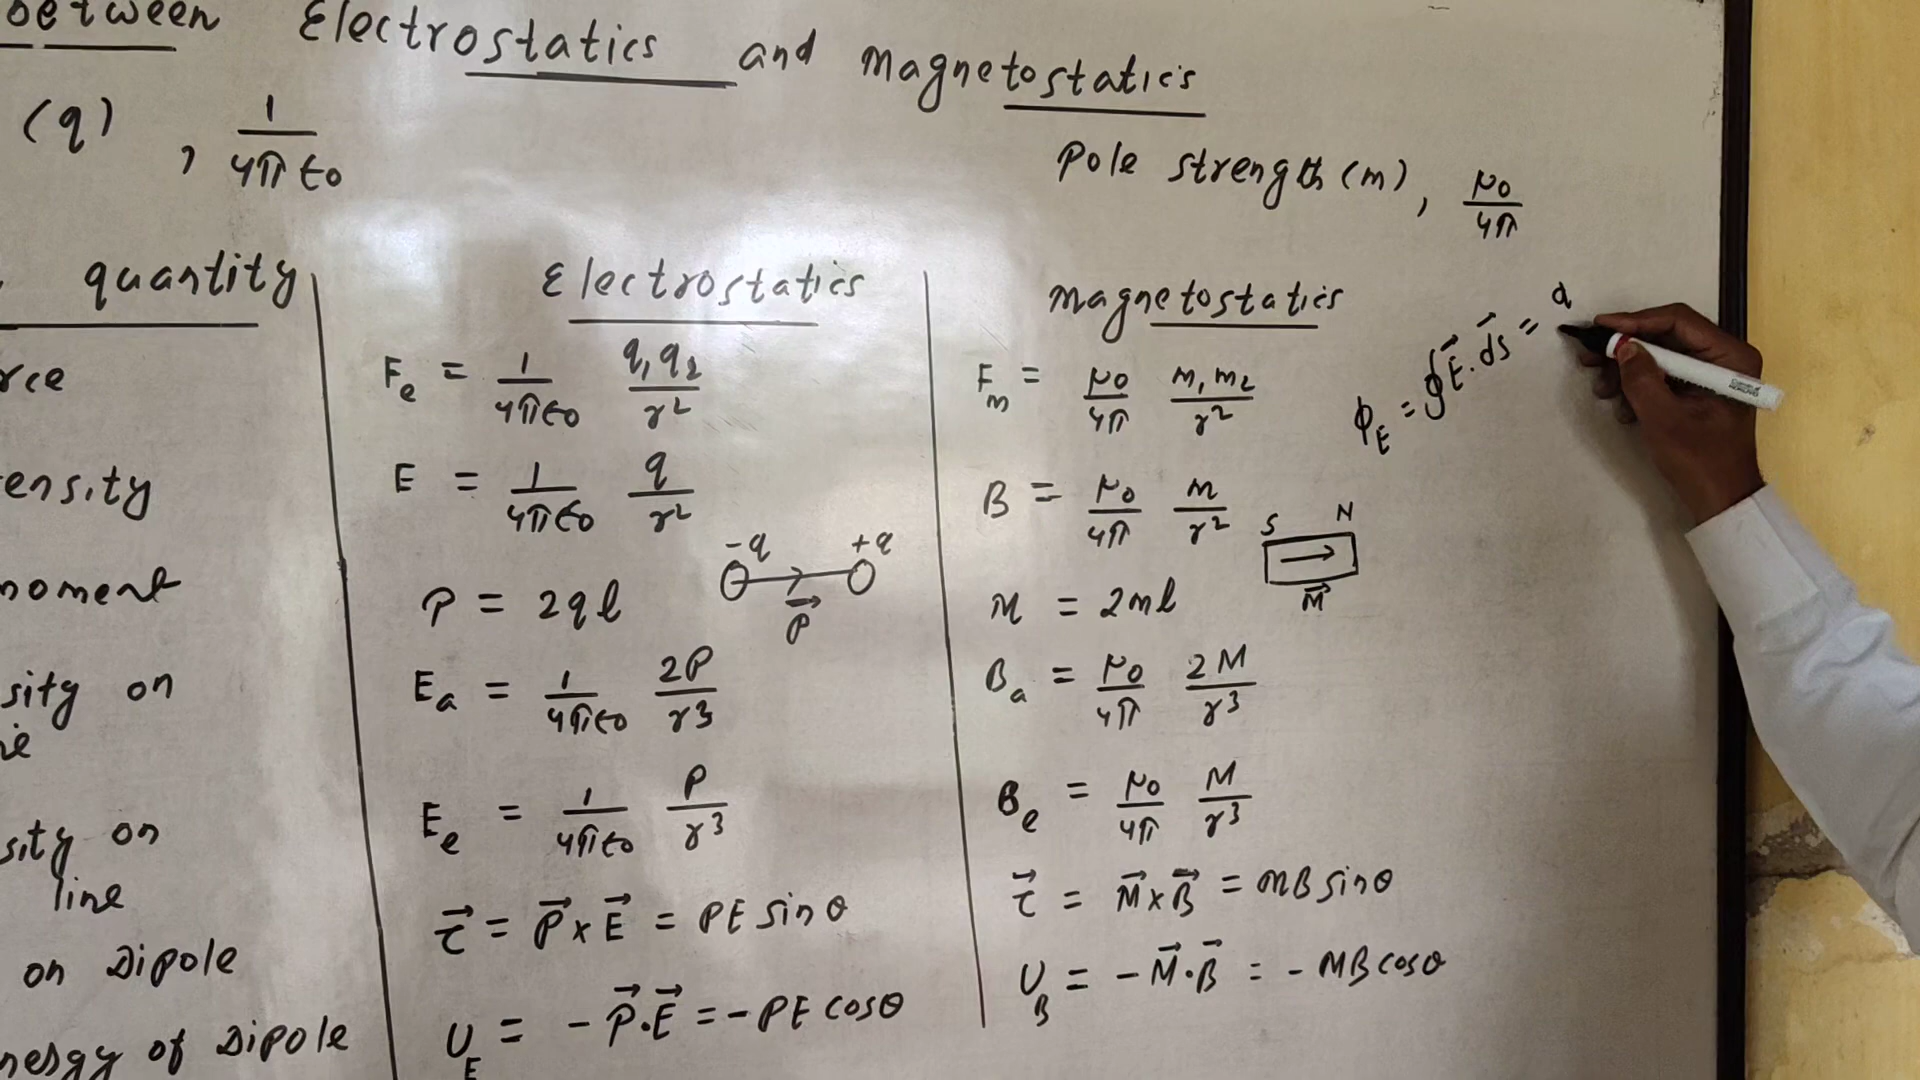 between Electrostatics and Magnetostatics
(q) , 1/4πε0
Pole strength (m), μ0/4π
quantity Electrostatics Magnetostatics
rce Fe = 1/4πε0 q1q2/r² Fm = μ0/4π m1m2/r²
ΦE = ∮E⃗.ds⃗ = q
ensity E = 1/4πε0 q/r² B = μ0/4π m/r²
-q +q
P⃗
S N
M⃗
moment P = 2ql M = 2ml
sity on Ea = 1/4πε0 2P/r³ Ba = μ0/4π 2M/r³
ne
sity on Ee = 1/4πε0 P/r³ Be = μ0/4π M/r³
line
on Dipole τ⃗ = P⃗×E⃗ = PE sinθ τ⃗ = M⃗×B⃗ = MB sinθ
nergy of Dipole UE = -P⃗.E⃗ = -PE cosθ UB = -M⃗.B⃗ = -MB cosθ